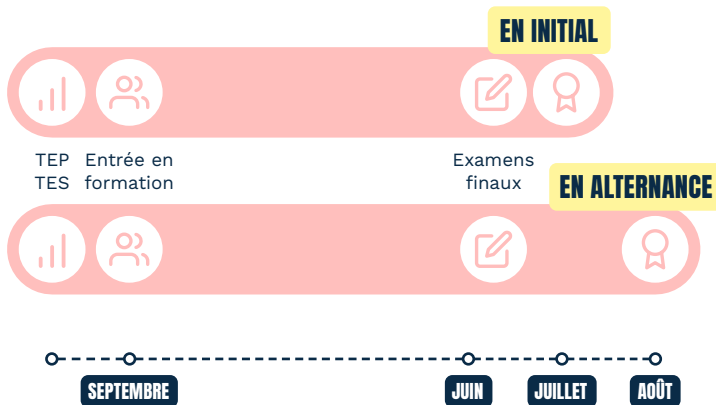 EN INITIAL
TEP
TES
Entrée en
formation
Examens
finaux
EN ALTERNANCE
SEPTEMBRE
JUIN
JUILLET
AOÛT